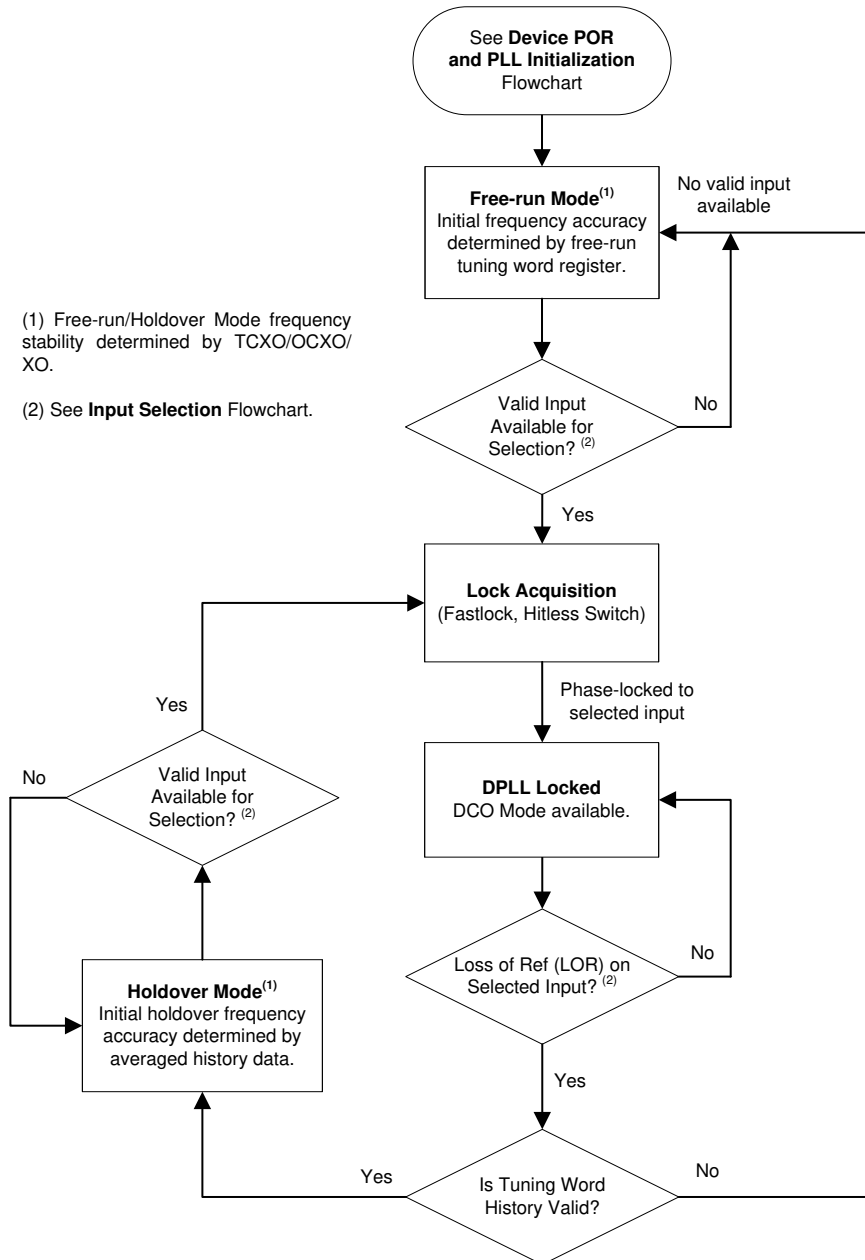 See Device POR
and PLL Initialization
Flowchart
Free-run Mode(1)
Initial frequency accuracy
determined by free-run
tuning word register.
No valid input
available
(1) Free-run/Holdover Mode frequency
stability determined by TCXO/OCXO/
XO.
(2) See Input Selection Flowchart.
Valid Input
Available for
Selection? (2)
No
Yes
Lock Acquisition
(Fastlock, Hitless Switch)
Yes
Phase-locked to
selected input
No
Valid Input
Available for
Selection? (2)
DPLL Locked
DCO Mode available.
Loss of Ref (LOR) on
Selected Input? (2)
No
Holdover Mode(1)
Initial holdover frequency
accuracy determined by
averaged history data.
Yes
Yes
Is Tuning Word
History Valid?
No